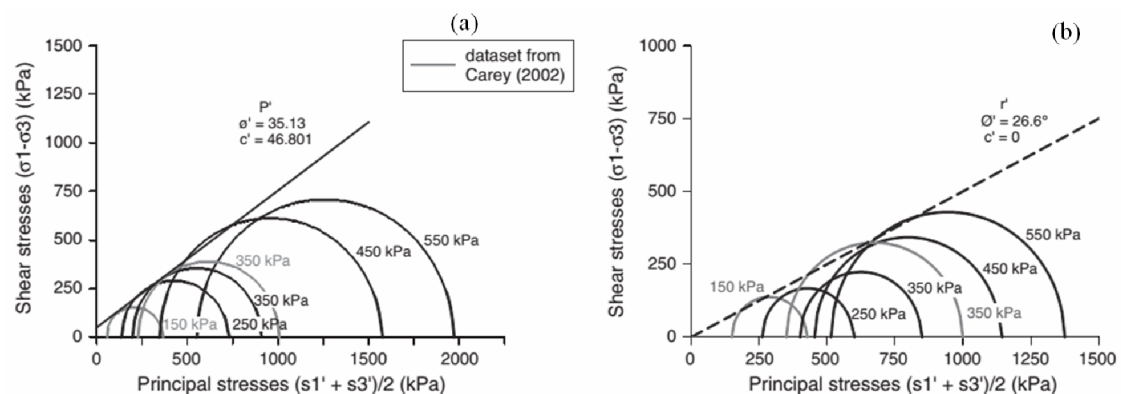 (a)
Shear stresses (σ1-σ3) (kPa)
1500
1250
1000
750
500
250
0
dataset from
Carey (2002)
P'
ø' = 35.13
c' = 46.801
550 kPa
450 kPa
350 kPa
350 kPa
150 kPa
250 kPa
0
500
1000
1500
2000
Principal stresses (s1' + s3')/2 (kPa)
(b)
Shear stresses (σ1-σ3) (kPa)
1000
750
500
250
0
r'
Ø' = 26.6°
c' = 0
550 kPa
450 kPa
350 kPa
150 kPa
250 kPa
350 kPa
0
250
500
750
1000
1250
1500
Principal stresses (s1' + s3')/2 (kPa)